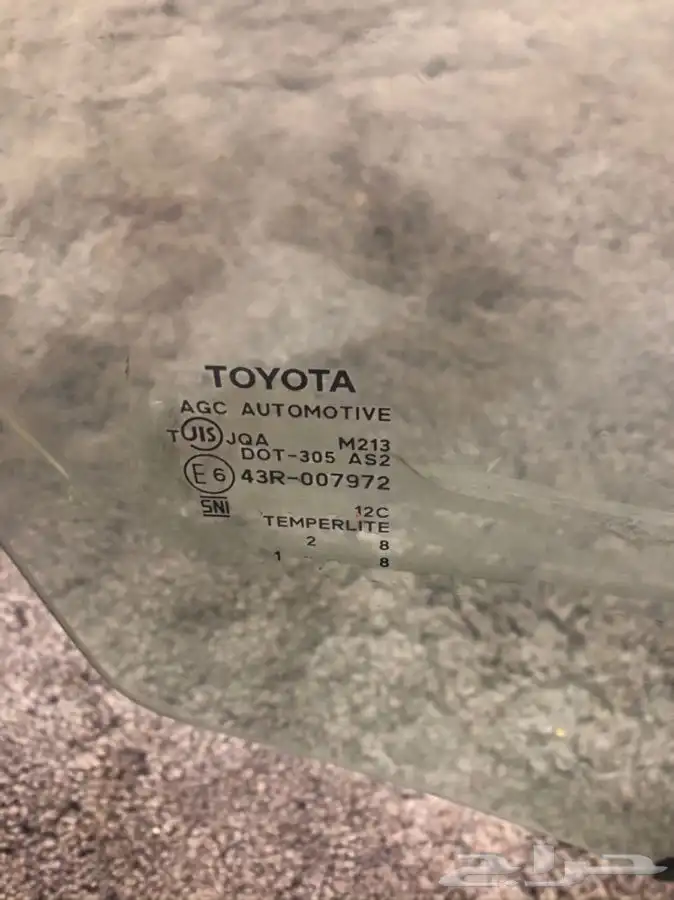 TOYOTA
AGC AUTOMOTIVE
T JIS JQA M213
DOT-305 AS2
E6 43R-007972
SNI
12C
TEMPERLITE
2 8
1 8
حراج